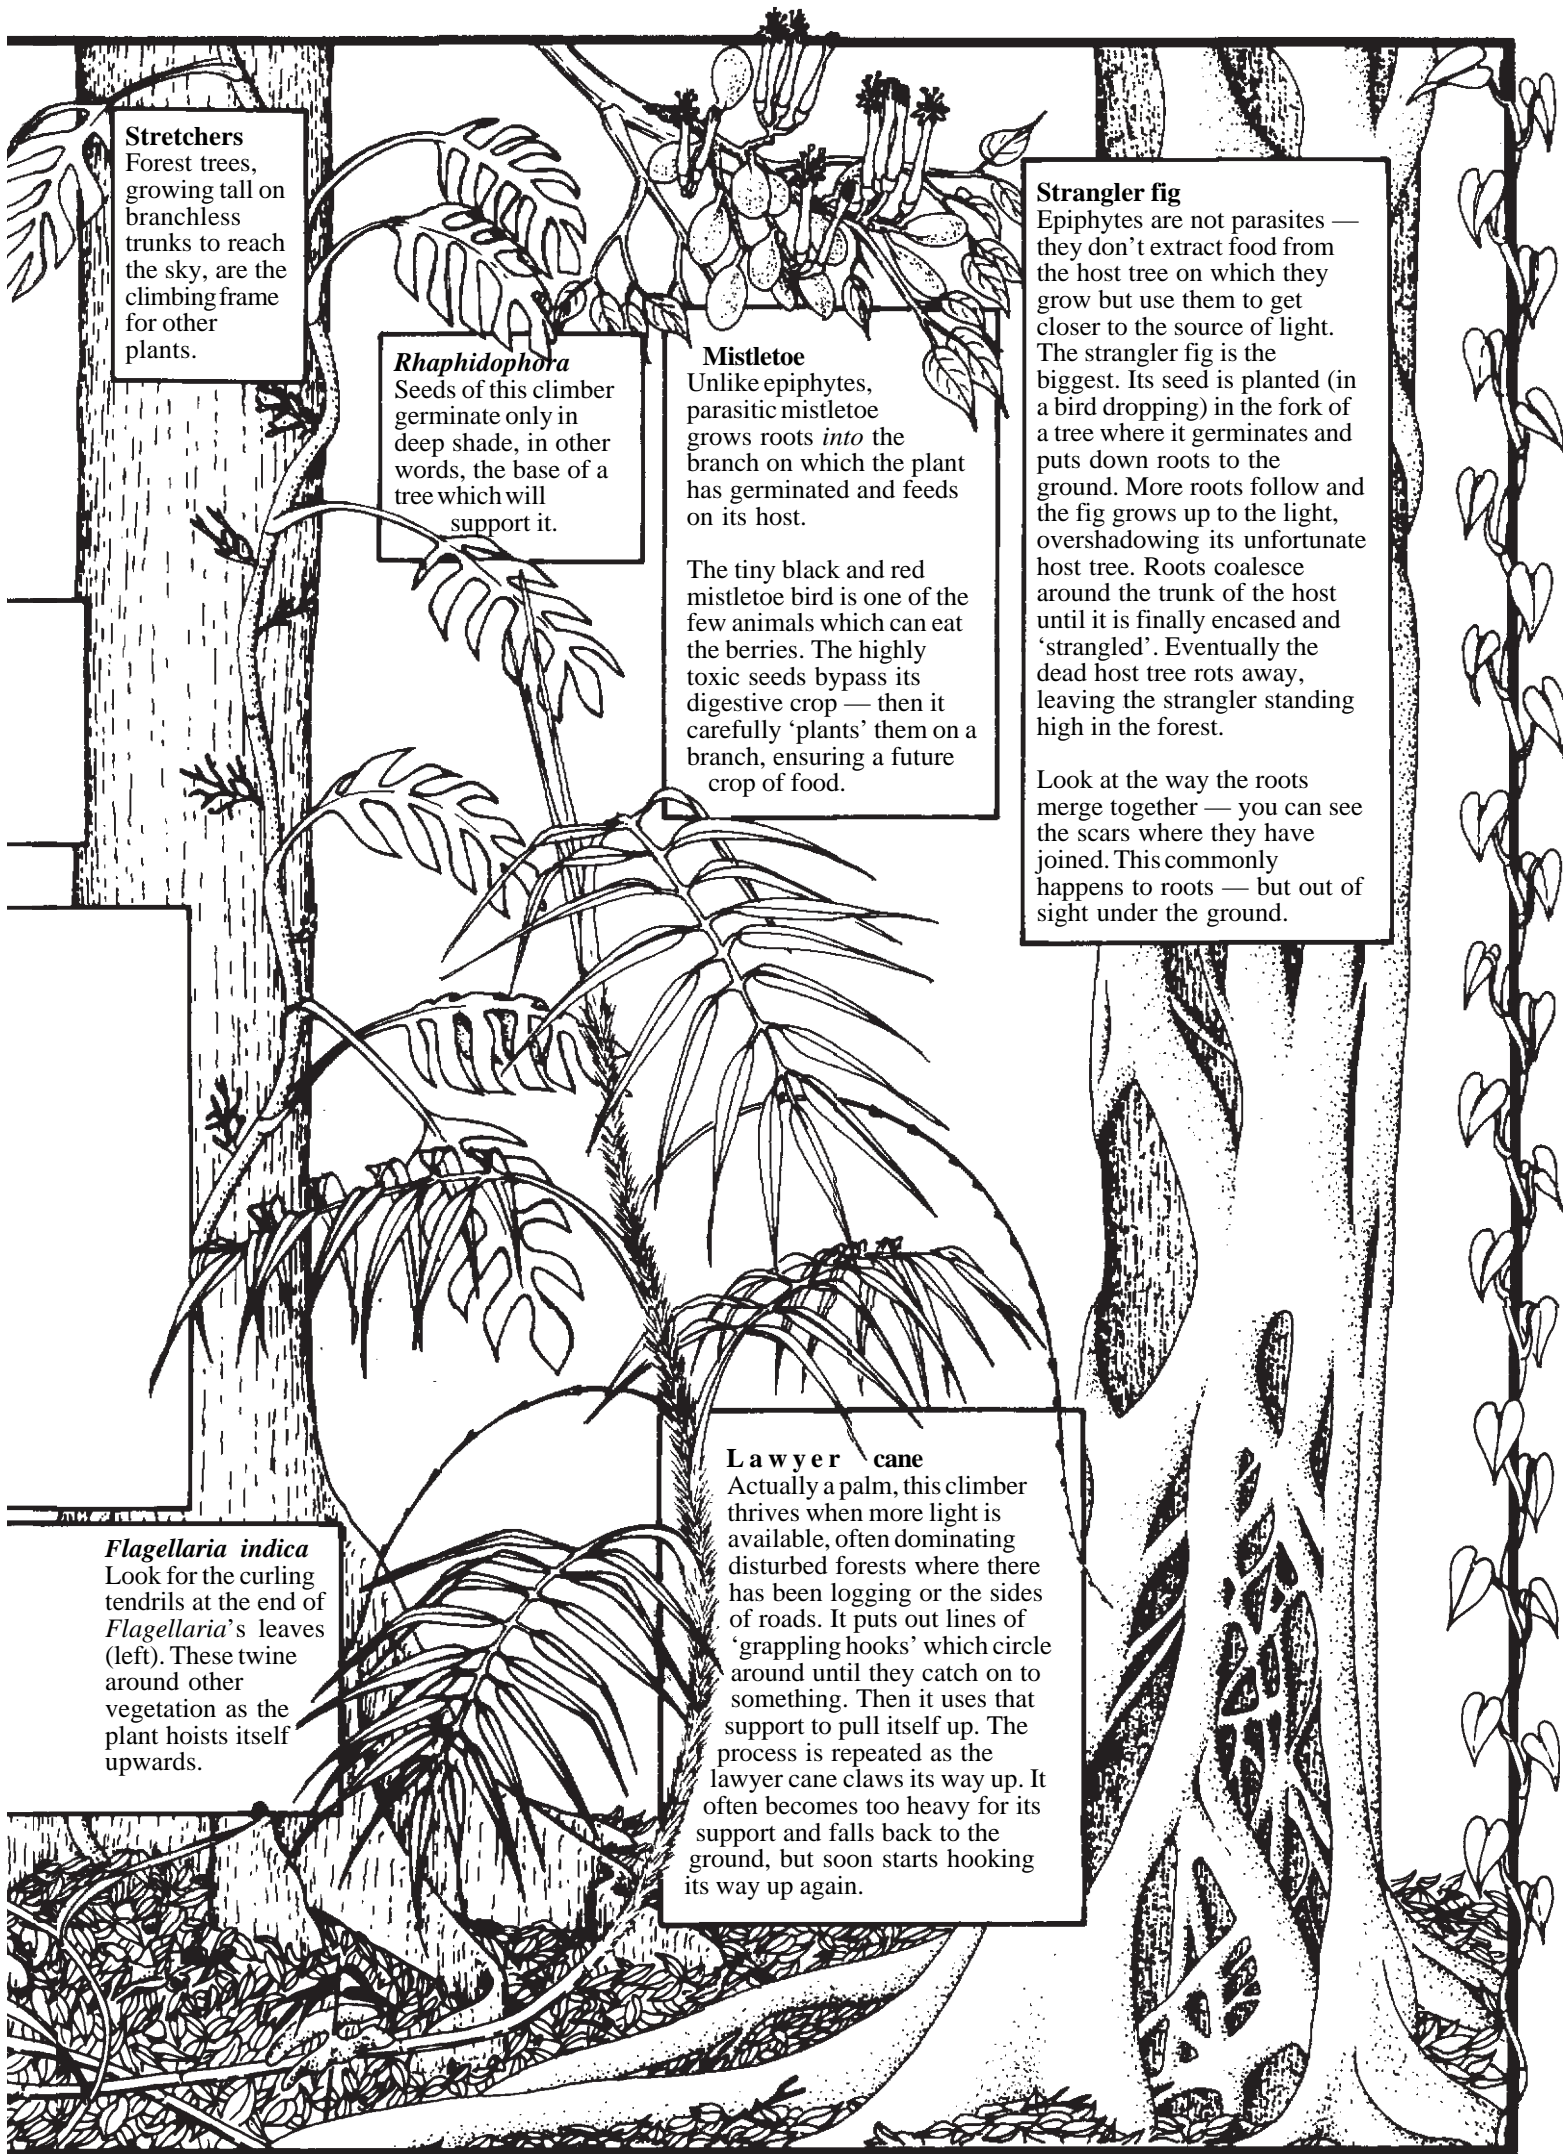 Stretchers
Forest trees,
growing tall on
branchless
trunks to reach
the sky, are the
climbing frame
for other
plants.
Rhaphidophora
Seeds of this climber
germinate only in
deep shade, in other
words, the base of a
tree which will
support it.
Mistletoe
Unlike epiphytes,
parasitic mistletoe
grows roots into the
branch on which the plant
has germinated and feeds
on its host.
The tiny black and red
mistletoe bird is one of the
few animals which can eat
the berries. The highly
toxic seeds bypass its
digestive crop — then it
carefully ‘plants’ them on a
branch, ensuring a future
crop of food.
Strangler fig
Epiphytes are not parasites —
they don’t extract food from
the host tree on which they
grow but use them to get
closer to the source of light.
The strangler fig is the
biggest. Its seed is planted (in
a bird dropping) in the fork of
a tree where it germinates and
puts down roots to the
ground. More roots follow and
the fig grows up to the light,
overshadowing its unfortunate
host tree. Roots coalesce
around the trunk of the host
until it is finally encased and
‘strangled’. Eventually the
dead host tree rots away,
leaving the strangler standing
high in the forest.
Look at the way the roots
merge together — you can see
the scars where they have
joined. This commonly
happens to roots — but out of
sight under the ground.
Lawyer cane
Actually a palm, this climber
thrives when more light is
available, often dominating
disturbed forests where there
has been logging or the sides
of roads. It puts out lines of
‘grappling hooks’ which circle
around until they catch on to
something. Then it uses that
support to pull itself up. The
process is repeated as the
lawyer cane claws its way up. It
often becomes too heavy for its
support and falls back to the
ground, but soon starts hooking
its way up again.
Flagellaria indica
Look for the curling
tendrils at the end of
Flagellaria’s leaves
(left). These twine
around other
vegetation as the
plant hoists itself
upwards.